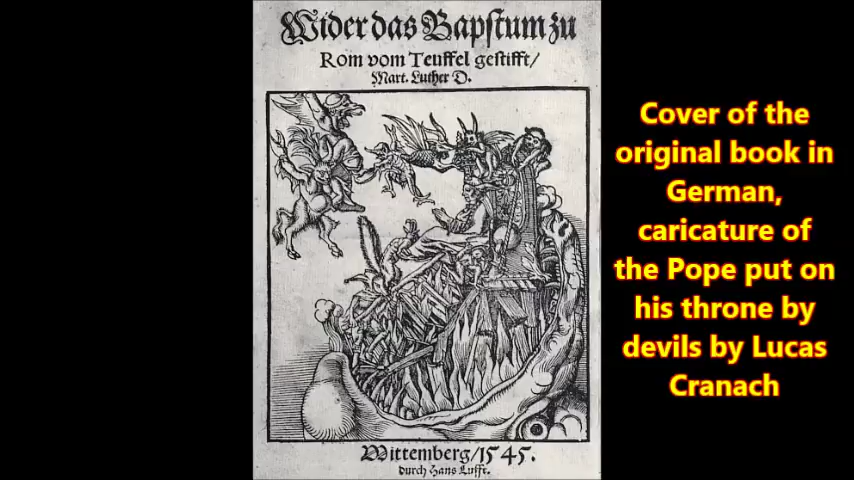 Wider das Bapstum zu
Rom vom Teuffel gestifft/
Mart. Luther D.
Wittemberg/1545.
durch Hans Lufft.
Cover of the
original book in
German,
caricature of
the Pope put on
his throne by
devils by Lucas
Cranach